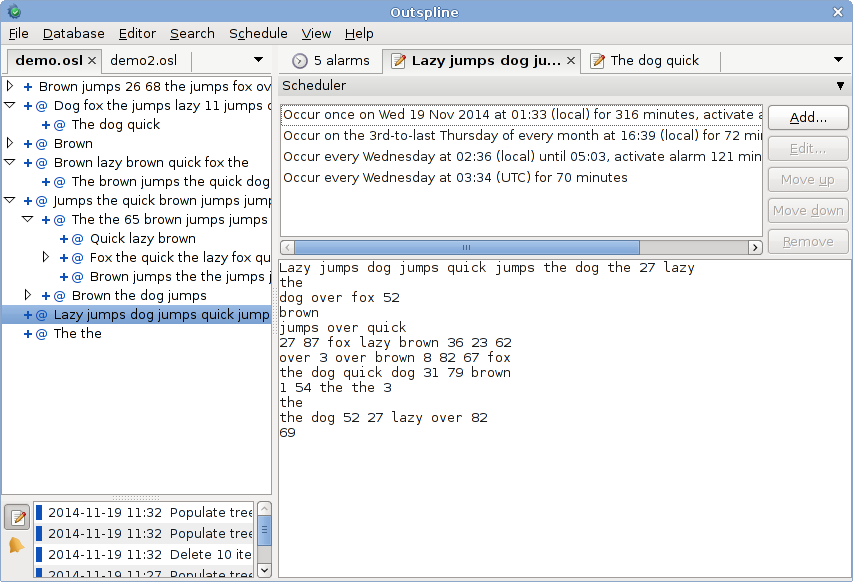 Outspline
File Database Editor Search Schedule View Help
demo.osl demo2.osl
Brown jumps 26 68 the jumps fox ov
Dog fox the jumps lazy 11 jumps
The dog quick
Brown
Brown lazy brown quick fox the
The brown jumps the quick dog
Jumps the quick brown jumps jump
The the 65 brown jumps jumps
Quick lazy brown
Fox the quick the lazy fox qu
Brown jumps the the jumps
Brown the dog jumps
Lazy jumps dog jumps quick jump
The the
2014-11-19 11:32 Populate tree
2014-11-19 11:32 Populate tree
2014-11-19 11:32 Delete 10 ite
2014-11-19 11:27 Populate tree
5 alarms Lazy jumps dog ju... The dog quick
Scheduler
Occur once on Wed 19 Nov 2014 at 01:33 (local) for 316 minutes, activate a
Occur on the 3rd-to-last Thursday of every month at 16:39 (local) for 72 mi
Occur every Wednesday at 02:36 (local) until 05:03, activate alarm 121 min
Occur every Wednesday at 03:34 (UTC) for 70 minutes
Add...
Edit...
Move up
Move down
Remove
Lazy jumps dog jumps quick jumps the dog the 27 lazy
the
dog over fox 52
brown
jumps over quick
27 87 fox lazy brown 36 23 62
over 3 over brown 8 82 67 fox
the dog quick dog 31 79 brown
1 54 the the 3
the
the dog 52 27 lazy over 82
69